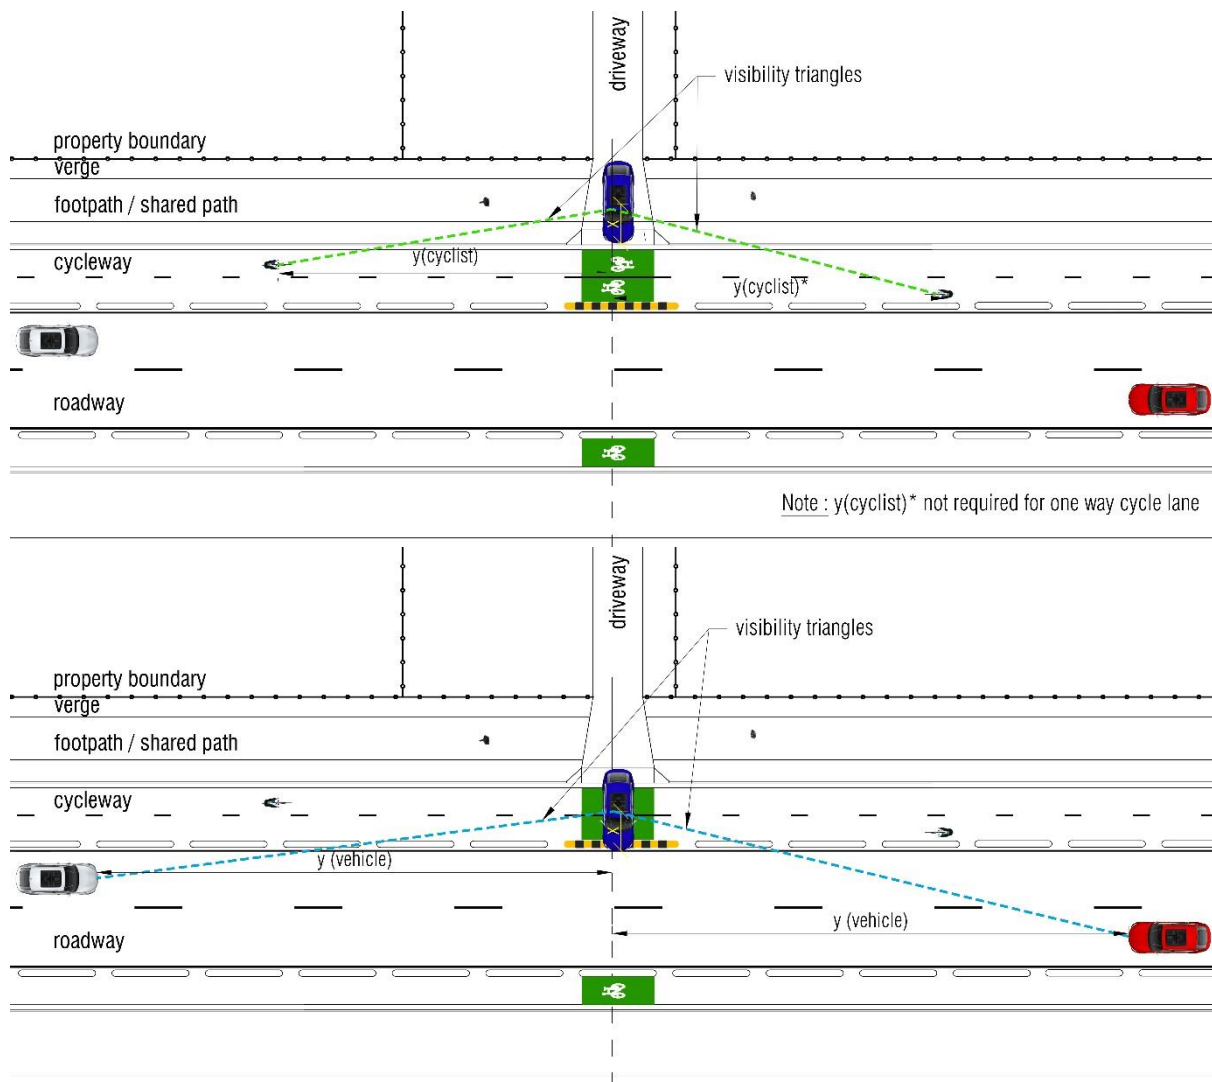 driveway
visibility triangles
property boundary
verge
footpath / shared path
y(cyclist)
cycleway
y(cyclist)*
roadway
Note : y(cyclist)* not required for one way cycle lane
driveway
visibility triangles
property boundary
verge
footpath / shared path
cycleway
y (vehicle)
y (vehicle)
roadway